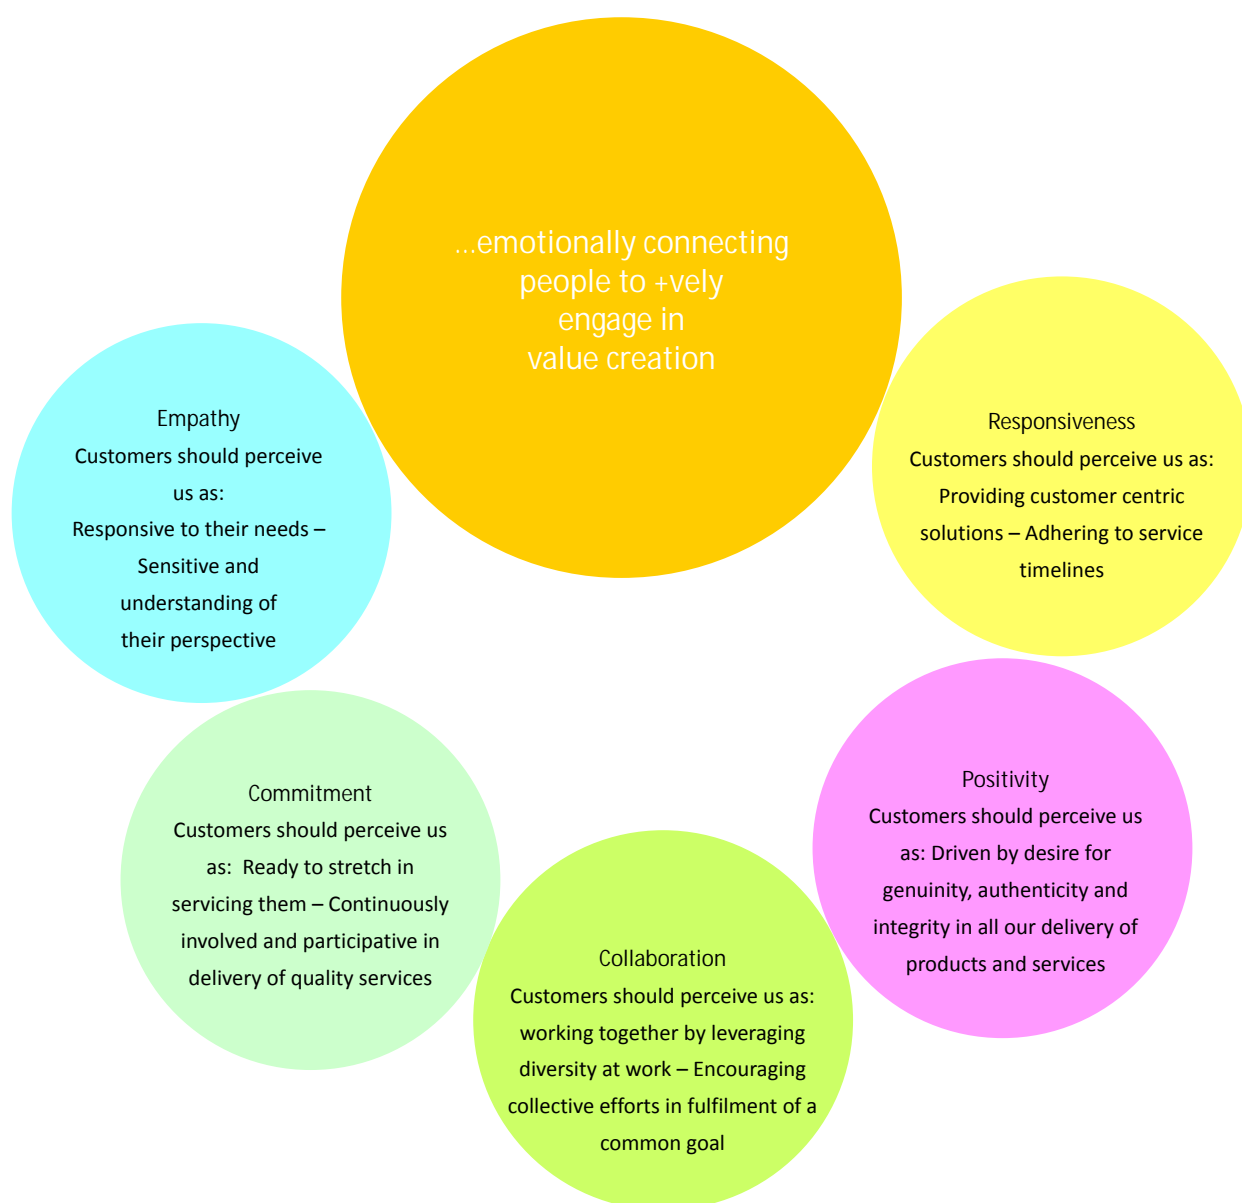 ...emotionally connecting
people to +vely
engage in
value creation
Empathy
Customers should perceive
us as:
Responsive to their needs –
Sensitive and
understanding of
their perspective
Responsiveness
Customers should perceive us as:
Providing customer centric
solutions – Adhering to service
timelines
Commitment
Customers should perceive us
as:  Ready to stretch in
servicing them – Continuously
involved and participative in
delivery of quality services
Positivity
Customers should perceive us
as: Driven by desire for
genuinity, authenticity and
integrity in all our delivery of
products and services
Collaboration
Customers should perceive us as:
working together by leveraging
diversity at work – Encouraging
collective efforts in fulfilment of a
common goal